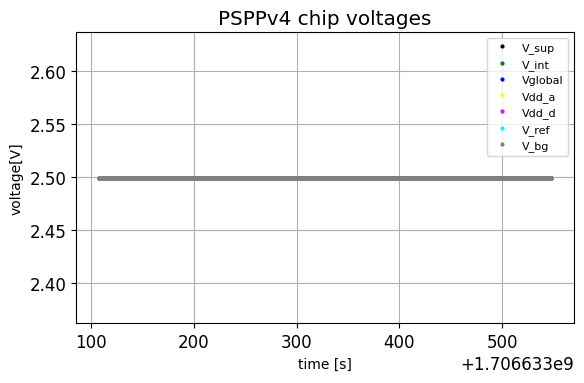 PSPPv4 chip voltages
voltage[V]
2.60
2.55
2.50
2.45
2.40
V_sup
V_int
Vglobal
Vdd_a
Vdd_d
V_ref
V_bg
100
200
300
400
500
time [s]
+1.706633e9